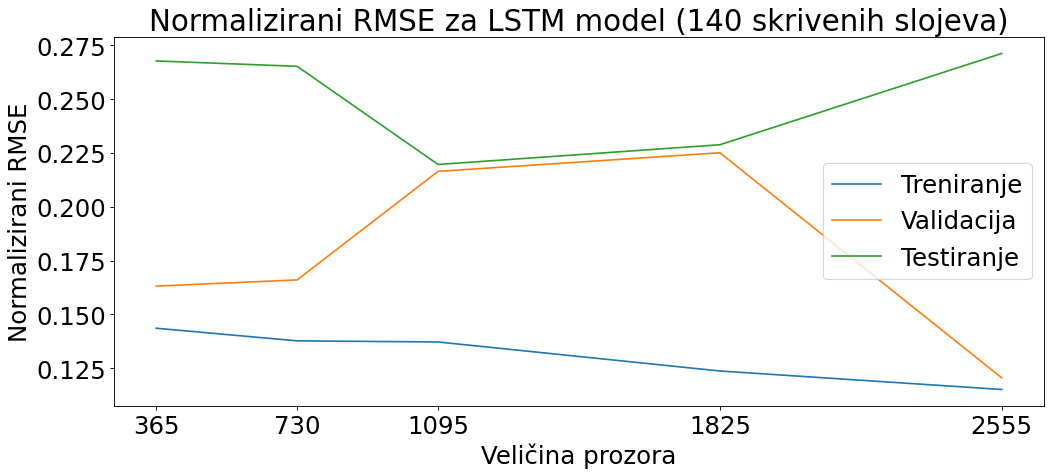 Normalizirani RMSE za LSTM model (140 skrivenih slojeva)
Normalizirani RMSE
0.275
0.250
0.225
0.200
0.175
0.150
0.125
Treniranje
Validacija
Testiranje
365 730 1095 1825 2555
Veličina prozora